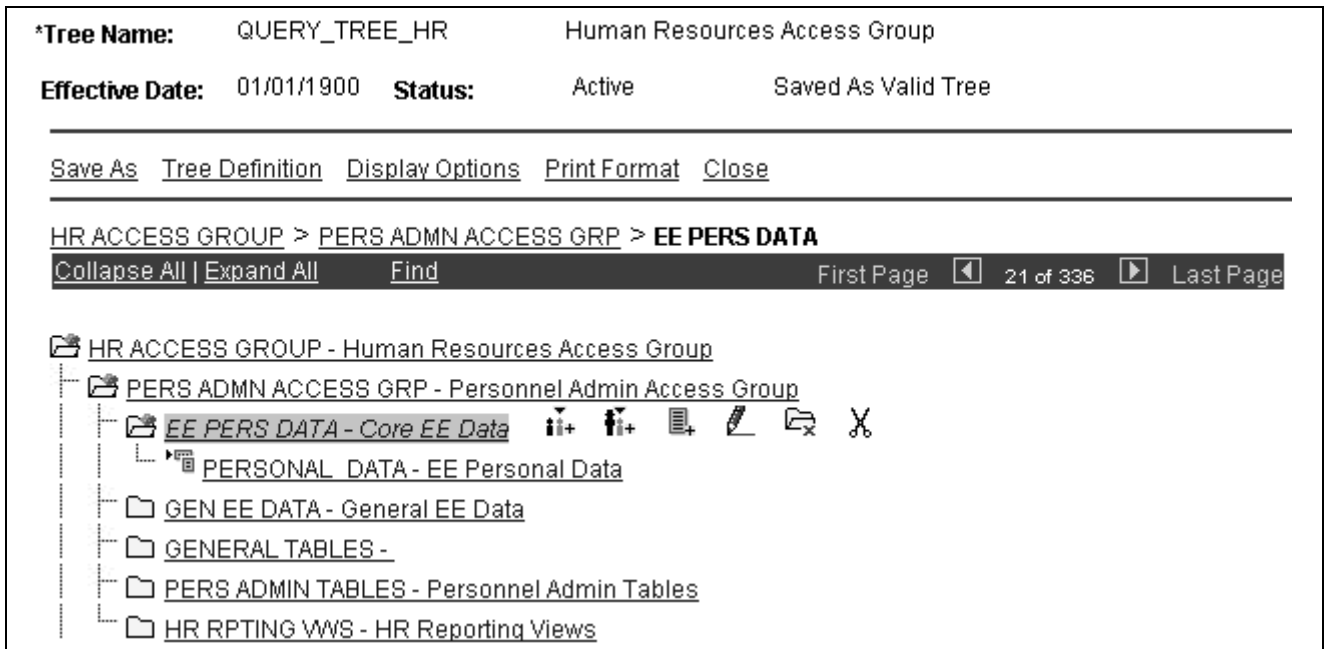 *Tree Name: QUERY_TREE_HR Human Resources Access Group
Effective Date: 01/01/1900 Status: Active Saved As Valid Tree
Save As Tree Definition Display Options Print Format Close
HR ACCESS GROUP > PERS ADMN ACCESS GRP > EE PERS DATA
Collapse All | Expand All Find First Page 21 of 336 Last Page
HR ACCESS GROUP - Human Resources Access Group
PERS ADMN ACCESS GRP - Personnel Admin Access Group
EE PERS DATA - Core EE Data
PERSONAL_DATA - EE Personal Data
GEN EE DATA - General EE Data
GENERAL TABLES -
PERS ADMIN TABLES - Personnel Admin Tables
HR RPTING VWS - HR Reporting Views